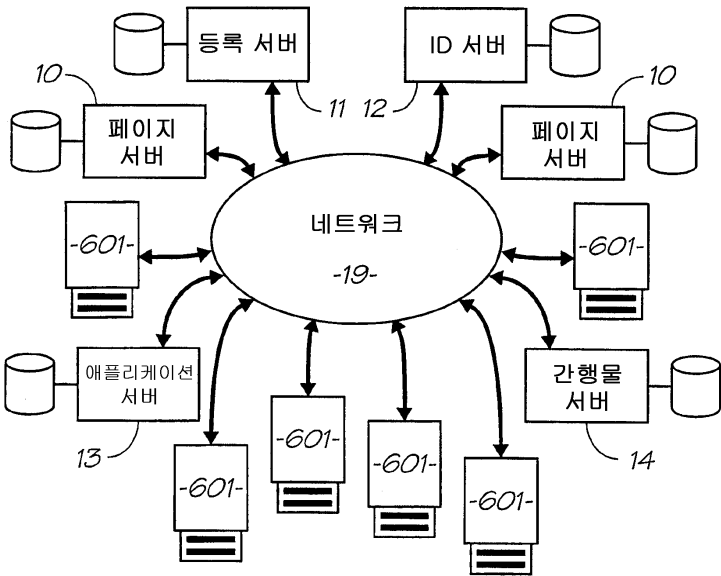 등록 서버
ID 서버
10
11
12
10
페이지
서버
페이지
서버
네트워크
-19-
-601-
-601-
애플리케이션
서버
간행물
서버
13
14
-601-
-601-
-601-
-601-